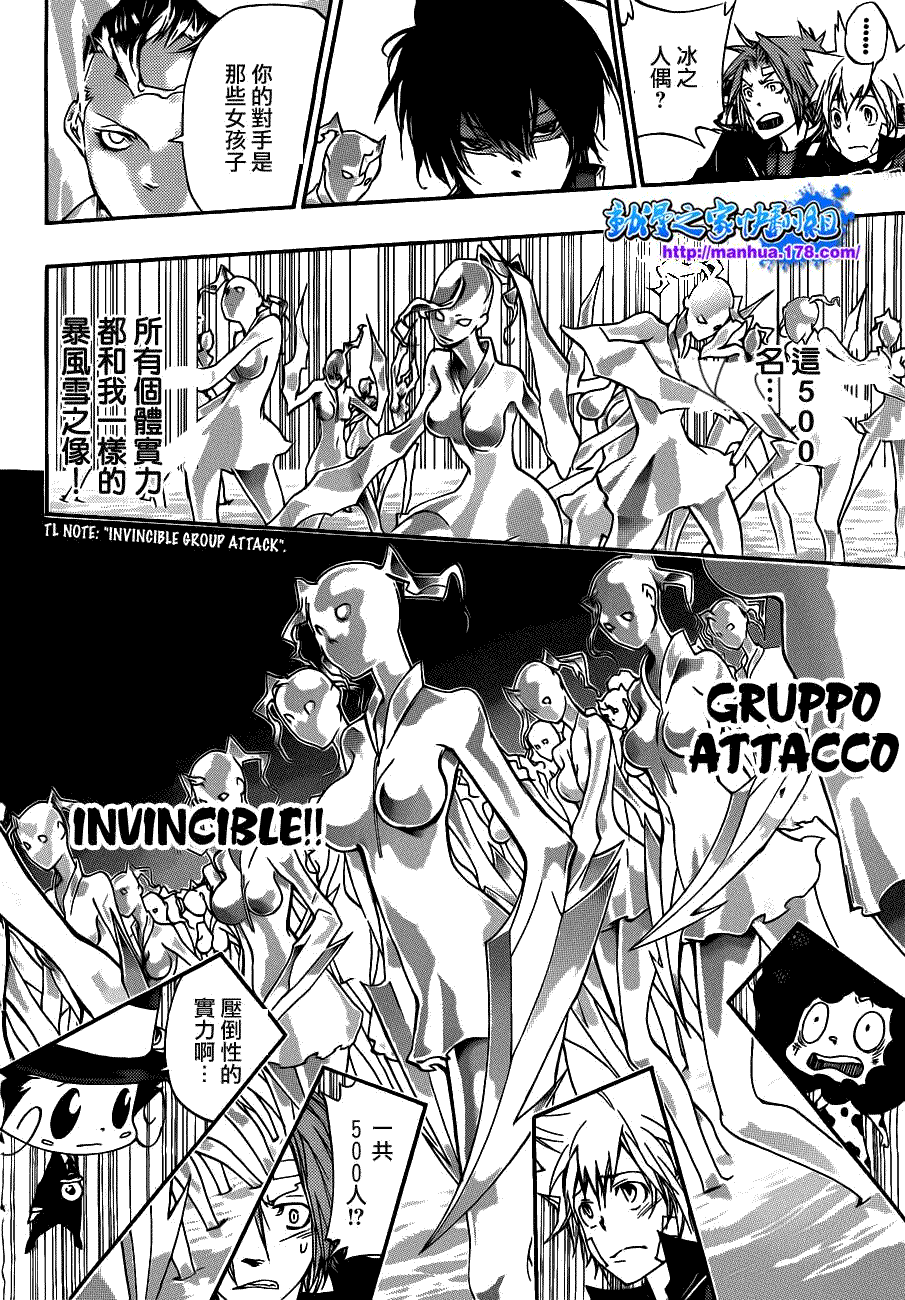 ……
冰之
人偶？
你的對手是
那些女孩子
動漫之家快翻組
http://manhua.178.com/
這500
名……
所有個體實力
都和我一樣的
暴風雪之像！
TL NOTE: "INVINCIBLE GROUP ATTACK".
GRUPPO
ATTACCO
INVINCIBLE!!
壓倒性的
實力啊…
一共
500人!?